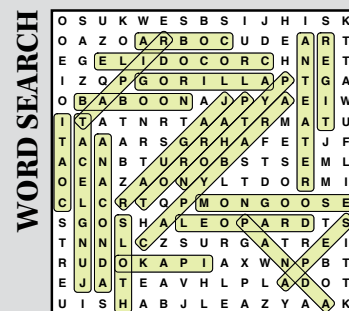 WORD SEARCH
O S U K W E S B S I J H I S K
O A Z O A R B O C U D E A R T
E G E L I D O C O R C H N E T
I Z Q P G O R I L L A P T G A
O B A B O O N A J P Y A E I W
I T A T N R T A A T R M A T U
T A A A R S G R H A F E T J F
A C N B T U R O B S T S E M L
O E A Z A O N Y L T D O R M I
C L C R T Q P M O N G O O S E
S G O S H A L E O P A R D T S
T N N L C Z S U R G A T R E I
R U D O K A P I A X W N P B T
E J A T E A V H L P L A D O T
U I S H A B J L E A Z Y A A K